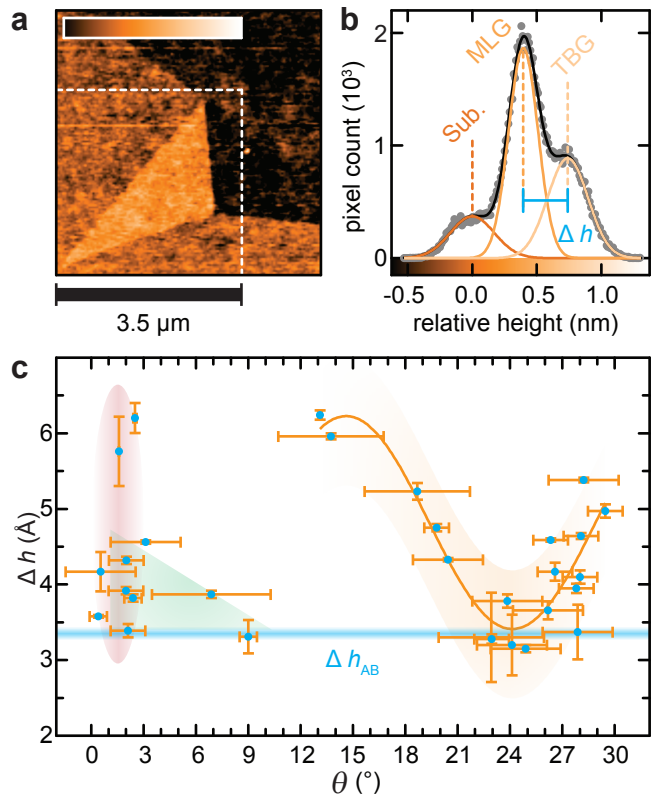 a
3.5 μm
b
pixel count (10³)
2
1
0
Sub.
MLG
TBG
Δ h
-0.5
0.0
0.5
1.0
relative height (nm)
c
Δ h (Å)
6
5
4
3
2
Δ hAB
0
3
6
9
12
15
18
21
24
27
30
θ (°)